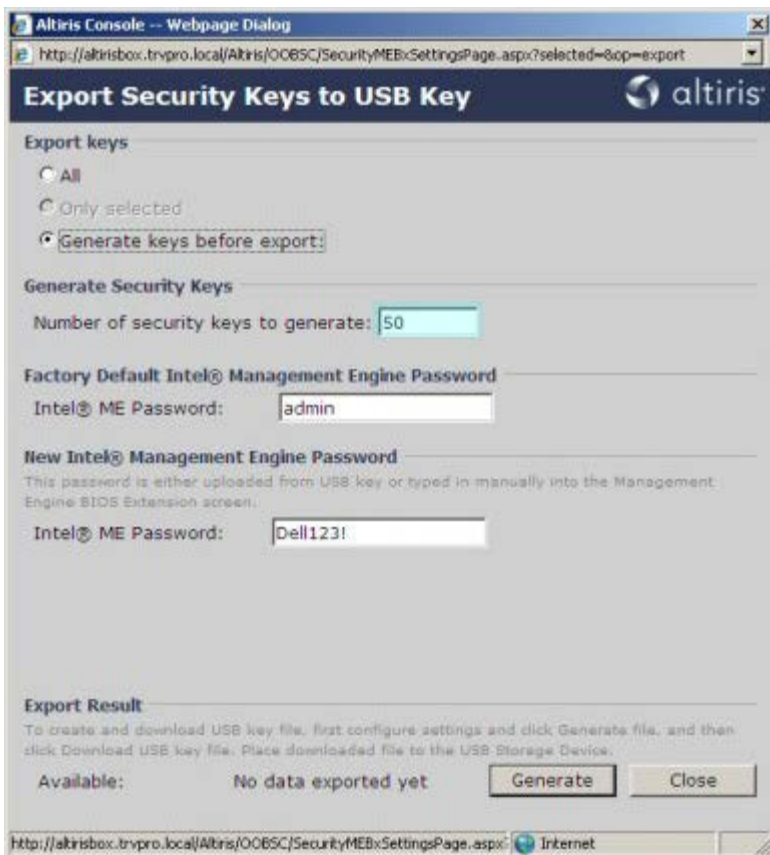 Altiris Console -- Webpage Dialog
http://altirisbox.trvpro.local/Altiris/OOBSC/SecurityMEBxSettingsPage.aspx?selected=&op=export
Export Security Keys to USB Key
altiris
Export keys
All
Only selected
Generate keys before export:
Generate Security Keys
Number of security keys to generate: 50
Factory Default Intel® Management Engine Password
Intel® ME Password: admin
New Intel® Management Engine Password
This password is either uploaded from USB key or typed in manually into the Management
Engine BIOS Extension screen.
Intel® ME Password: Dell123!
Export Result
To create and download USB key file, first configure settings and click Generate file, and then
click Download USB key file. Place downloaded file to the USB Storage Device.
Available: No data exported yet Generate Close
http://altirisbox.trvpro.local/Altiris/OOBSC/SecurityMEBxSettingsPage.aspx? Internet